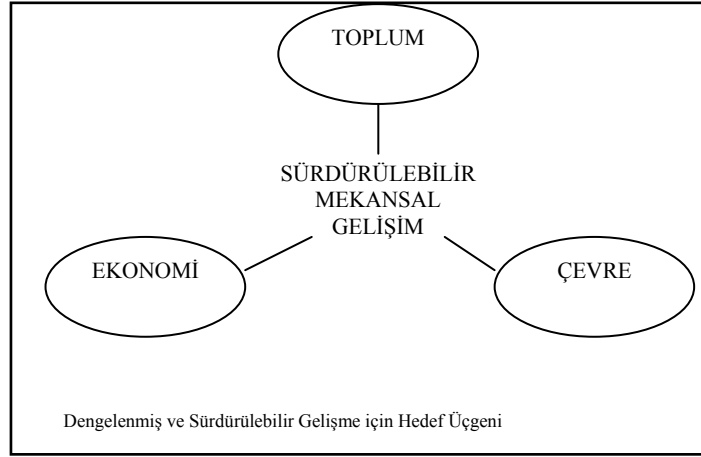 TOPLUM
SÜRDÜRÜLEBİLİR
MEKANSAL
GELİŞİM
EKONOMİ
ÇEVRE
Dengelenmiş ve Sürdürülebilir Gelişme için Hedef Üçgeni